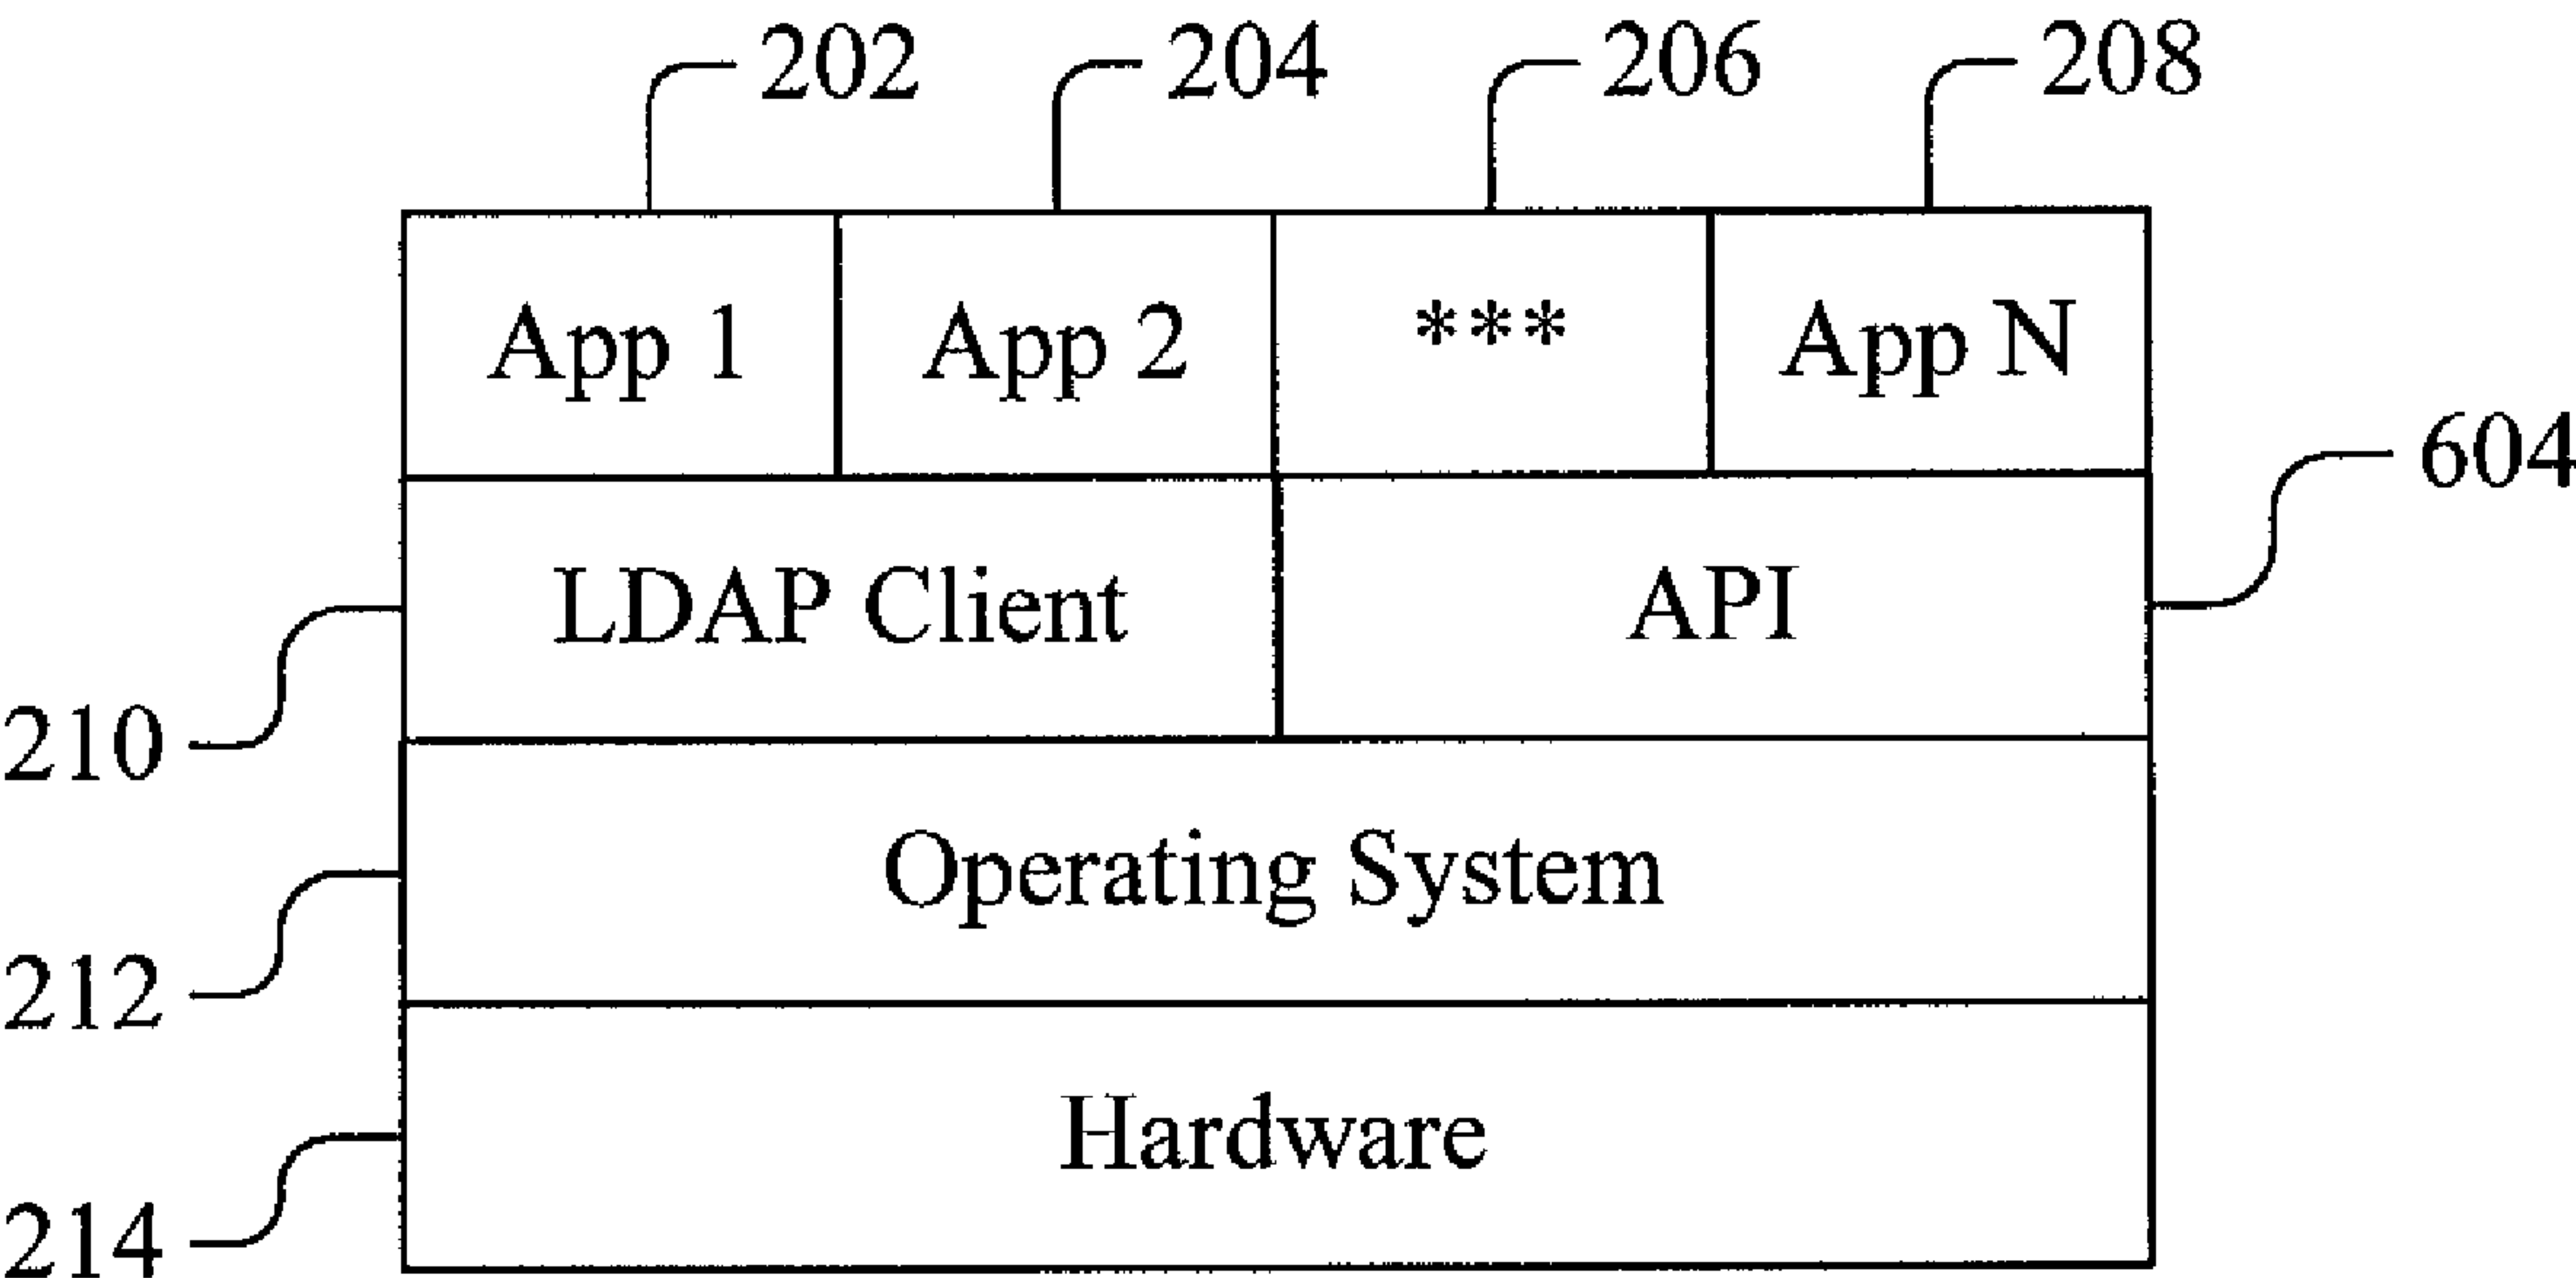 202 204 206 208
App 1 App 2 *** App N
604
LDAP Client API
210
Operating System
212
Hardware
214